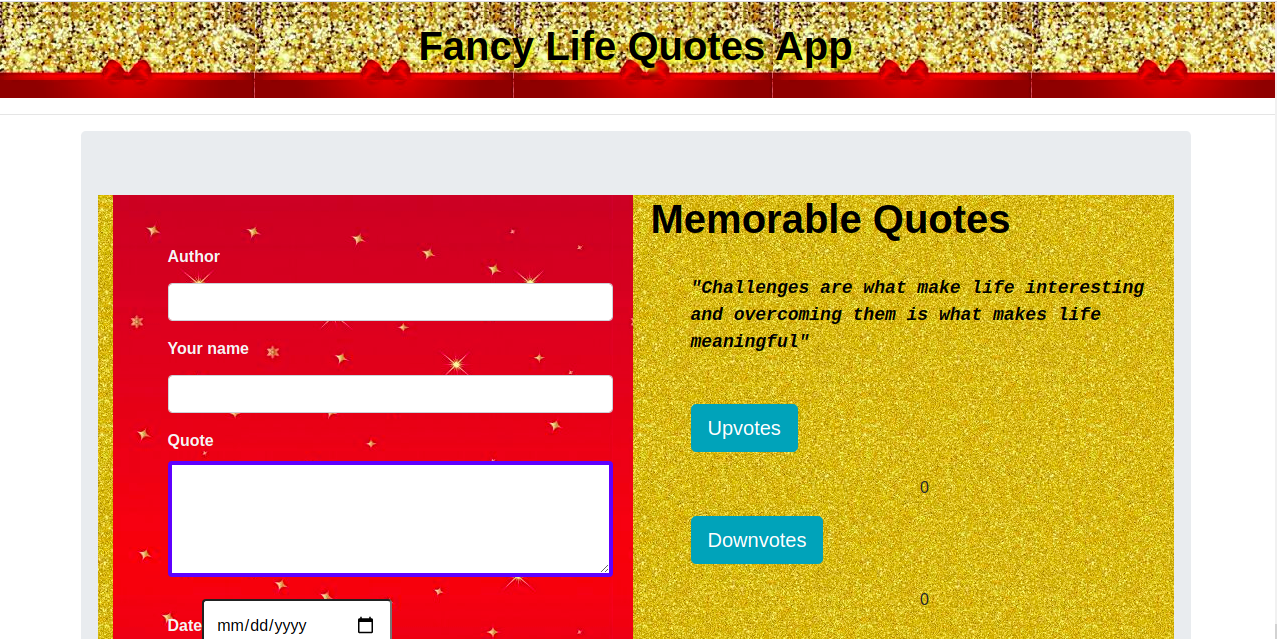 Fancy Life Quotes App
Author
Your name
Quote
Date
mm/dd/yyyy
Memorable Quotes
"Challenges are what make life interesting
and overcoming them is what makes life
meaningful"
Upvotes
0
Downvotes
0